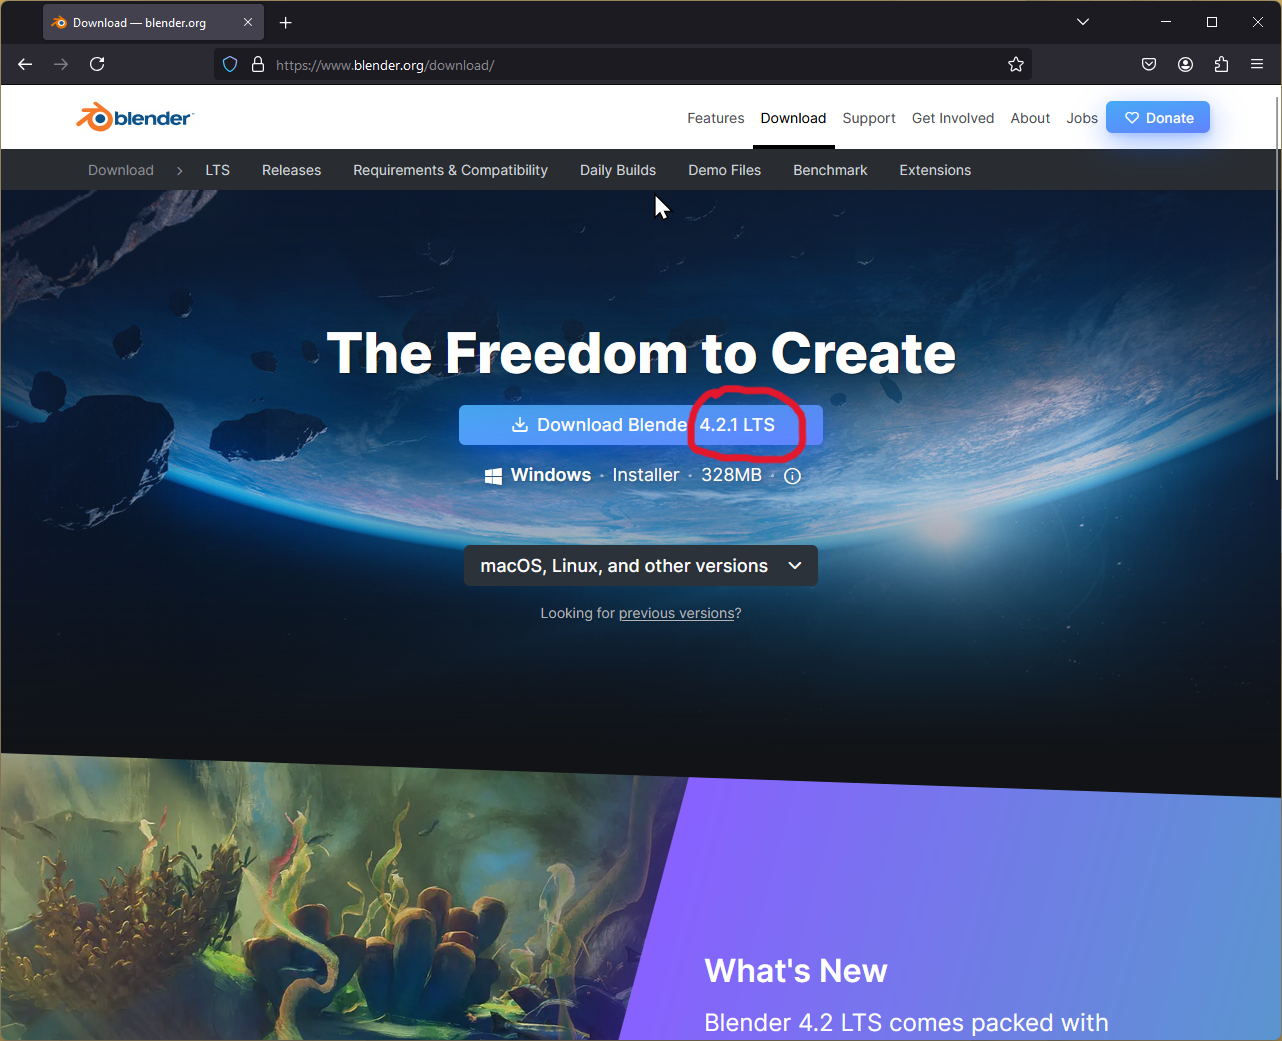 Download — blender.org
https://www.blender.org/download/
blender
Features Download Support Get Involved About Jobs Donate
Download LTS Releases Requirements & Compatibility Daily Builds Demo Files Benchmark Extensions
The Freedom to Create
Download Blende 4.2.1 LTS
Windows · Installer · 328MB ·
macOS, Linux, and other versions
Looking for previous versions?
What's New
Blender 4.2 LTS comes packed with